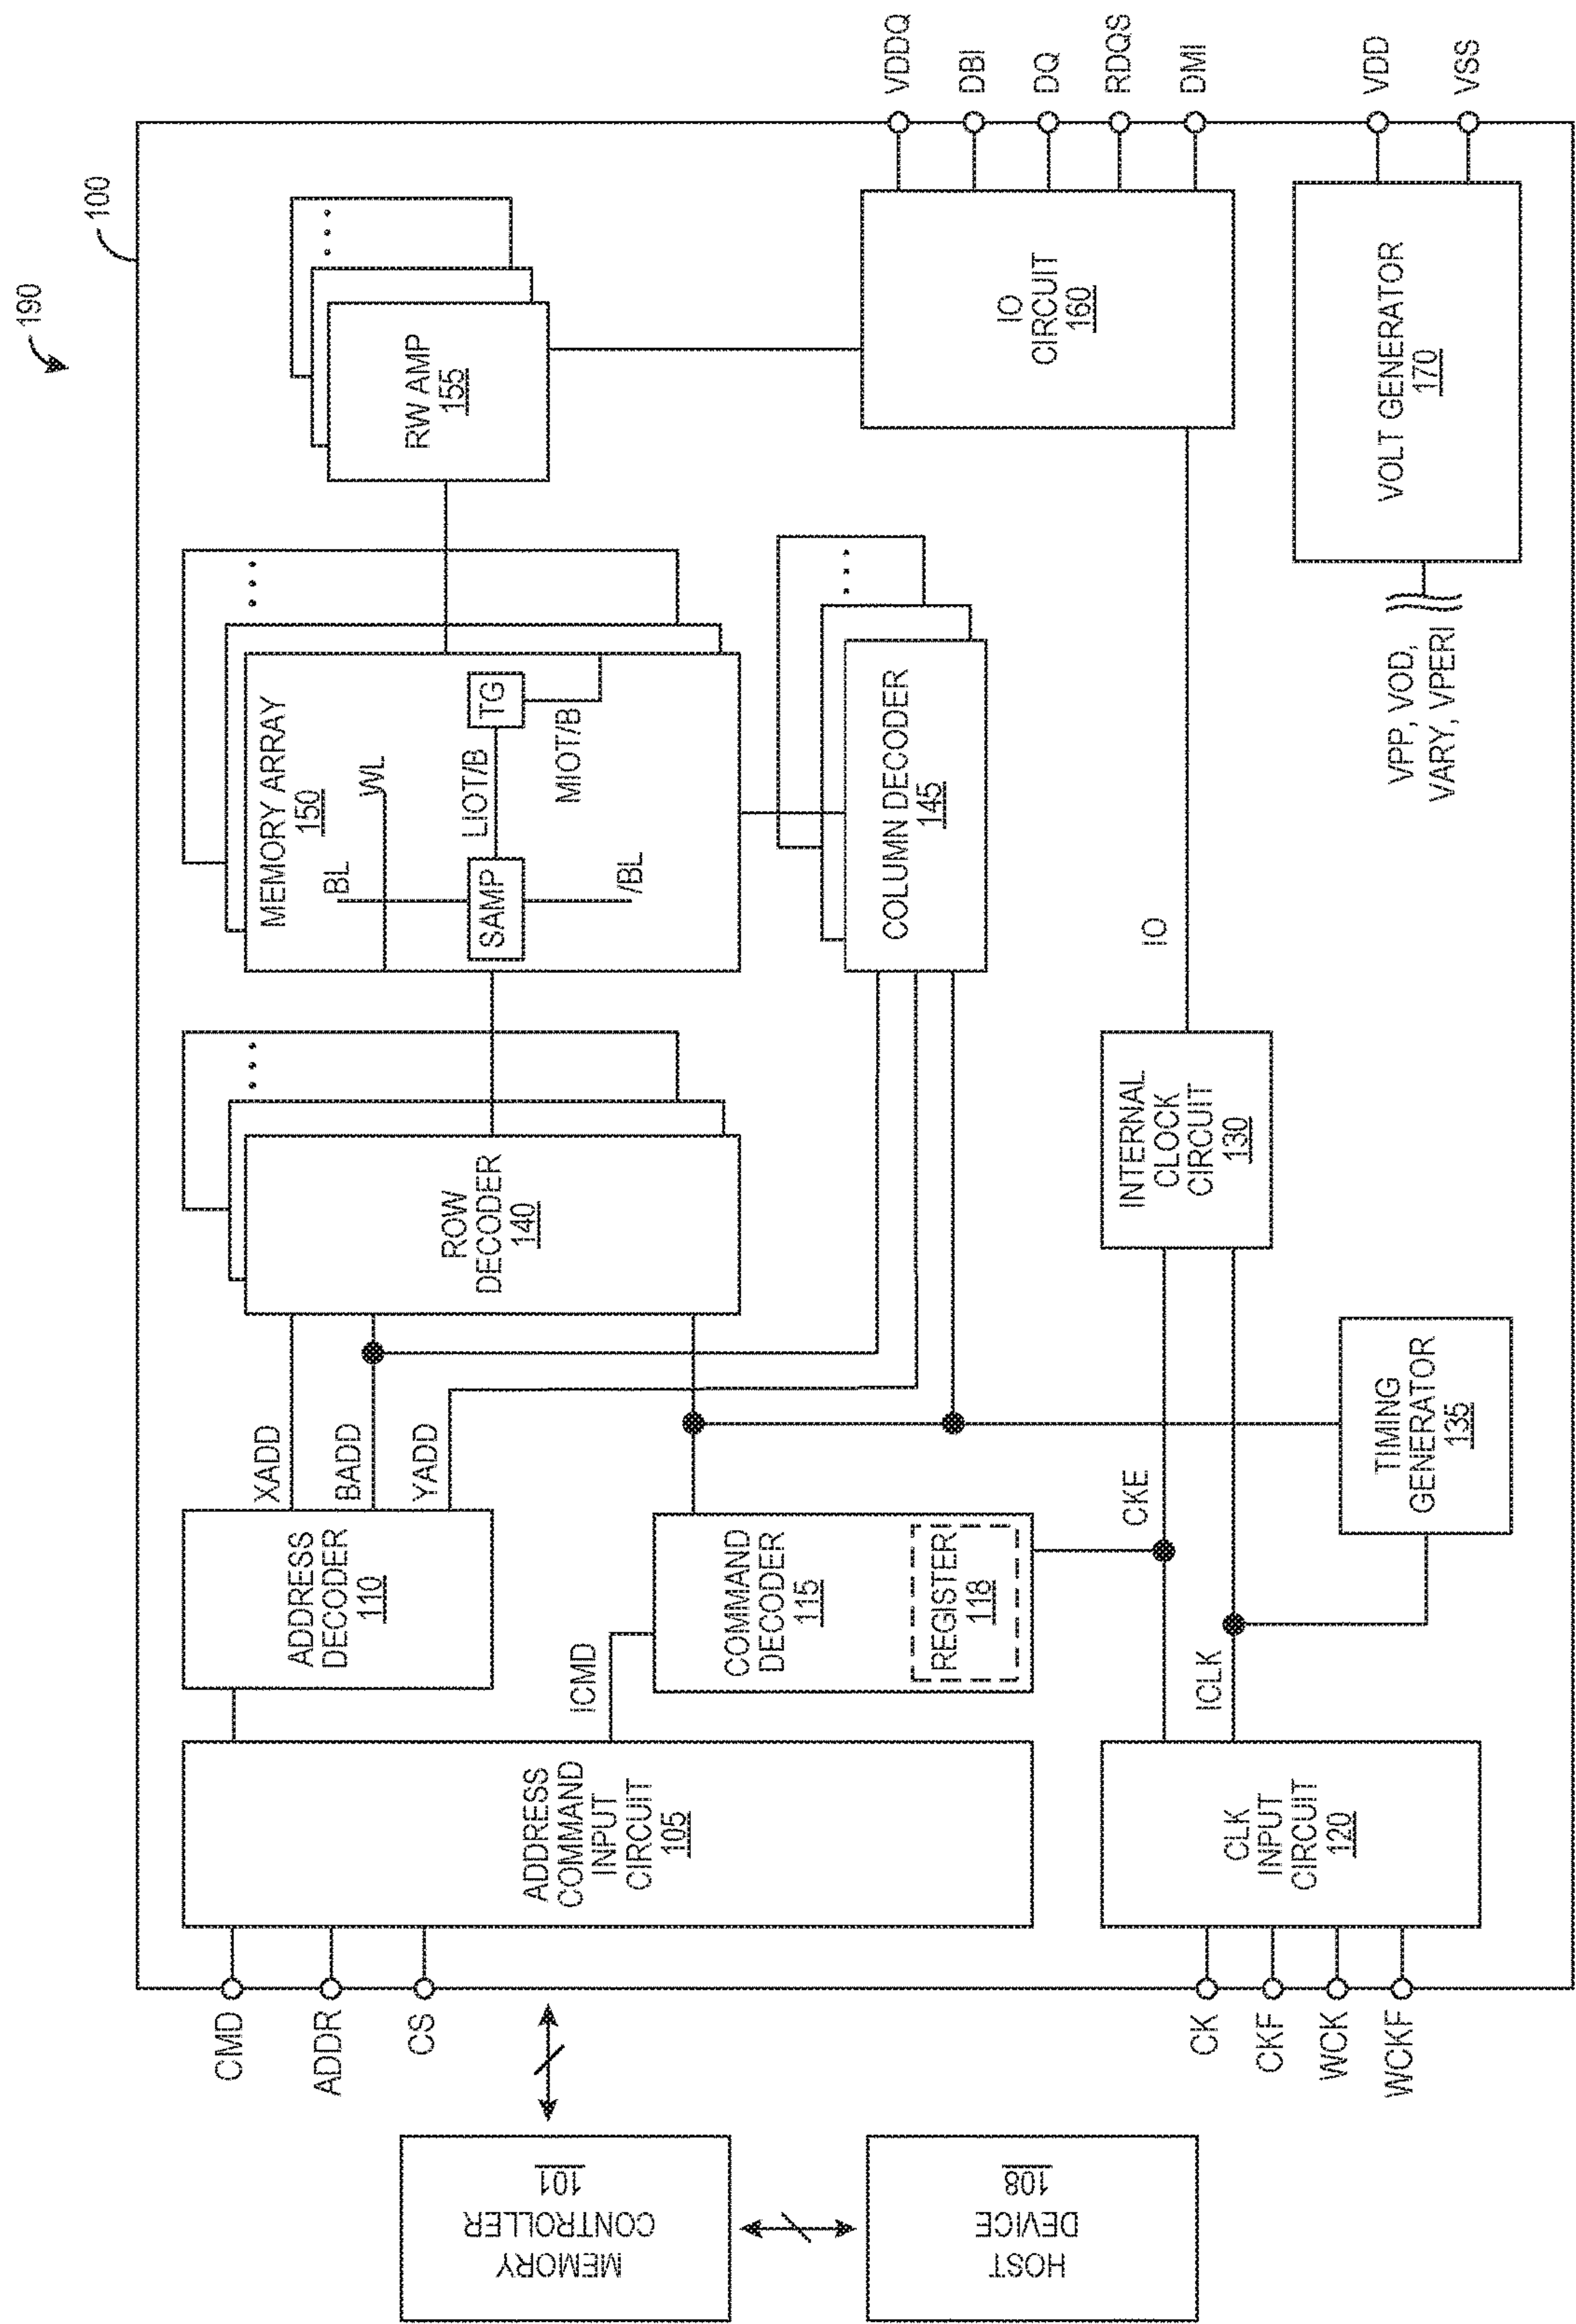 190
100
CMD
ADDR
CS
CK
CKF
WCK
WCKF
MEMORY
CONTROLLER
101
HOST
DEVICE
108
ADDRESS
COMMAND
INPUT
CIRCUIT
105
CLK
INPUT
CIRCUIT
120
ADDRESS
DECODER
110
ICMD
COMMAND
DECODER
115
REGISTER
118
XADD
BADD
YADD
CKE
ICLK
TIMING
GENERATOR
135
ROW
DECODER
140
INTERNAL
CLOCK
CIRCUIT
130
MEMORY ARRAY
150
BL
WL
SAMP
/BL
LIOT/B
TG
MIOT/B
COLUMN DECODER
145
IO
RW AMP
155
IO
CIRCUIT
160
VOLT GENERATOR
170
VPP, VOD,
VARY, VPERI
VDDQ
DBI
DQ
RDQS
DMI
VDD
VSS